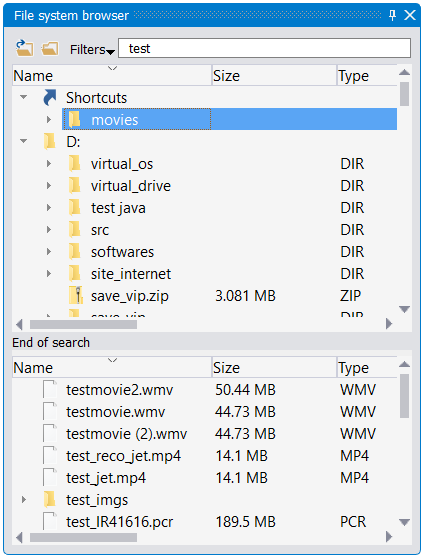 File system browser
Filters test
Name Size Type
Shortcuts
movies
D:
virtual_os DIR
virtual_drive DIR
test java DIR
src DIR
softwares DIR
site_internet DIR
save_vip.zip 3.081 MB ZIP
save_vip DIR
End of search
Name Size Type
testmovie2.wmv 50.44 MB WMV
testmovie.wmv 44.73 MB WMV
testmovie (2).wmv 44.73 MB WMV
test_reco_jet.mp4 14.1 MB MP4
test_jet.mp4 14.1 MB MP4
test_imgs
test_IR41616.pcr 189.5 MB PCR